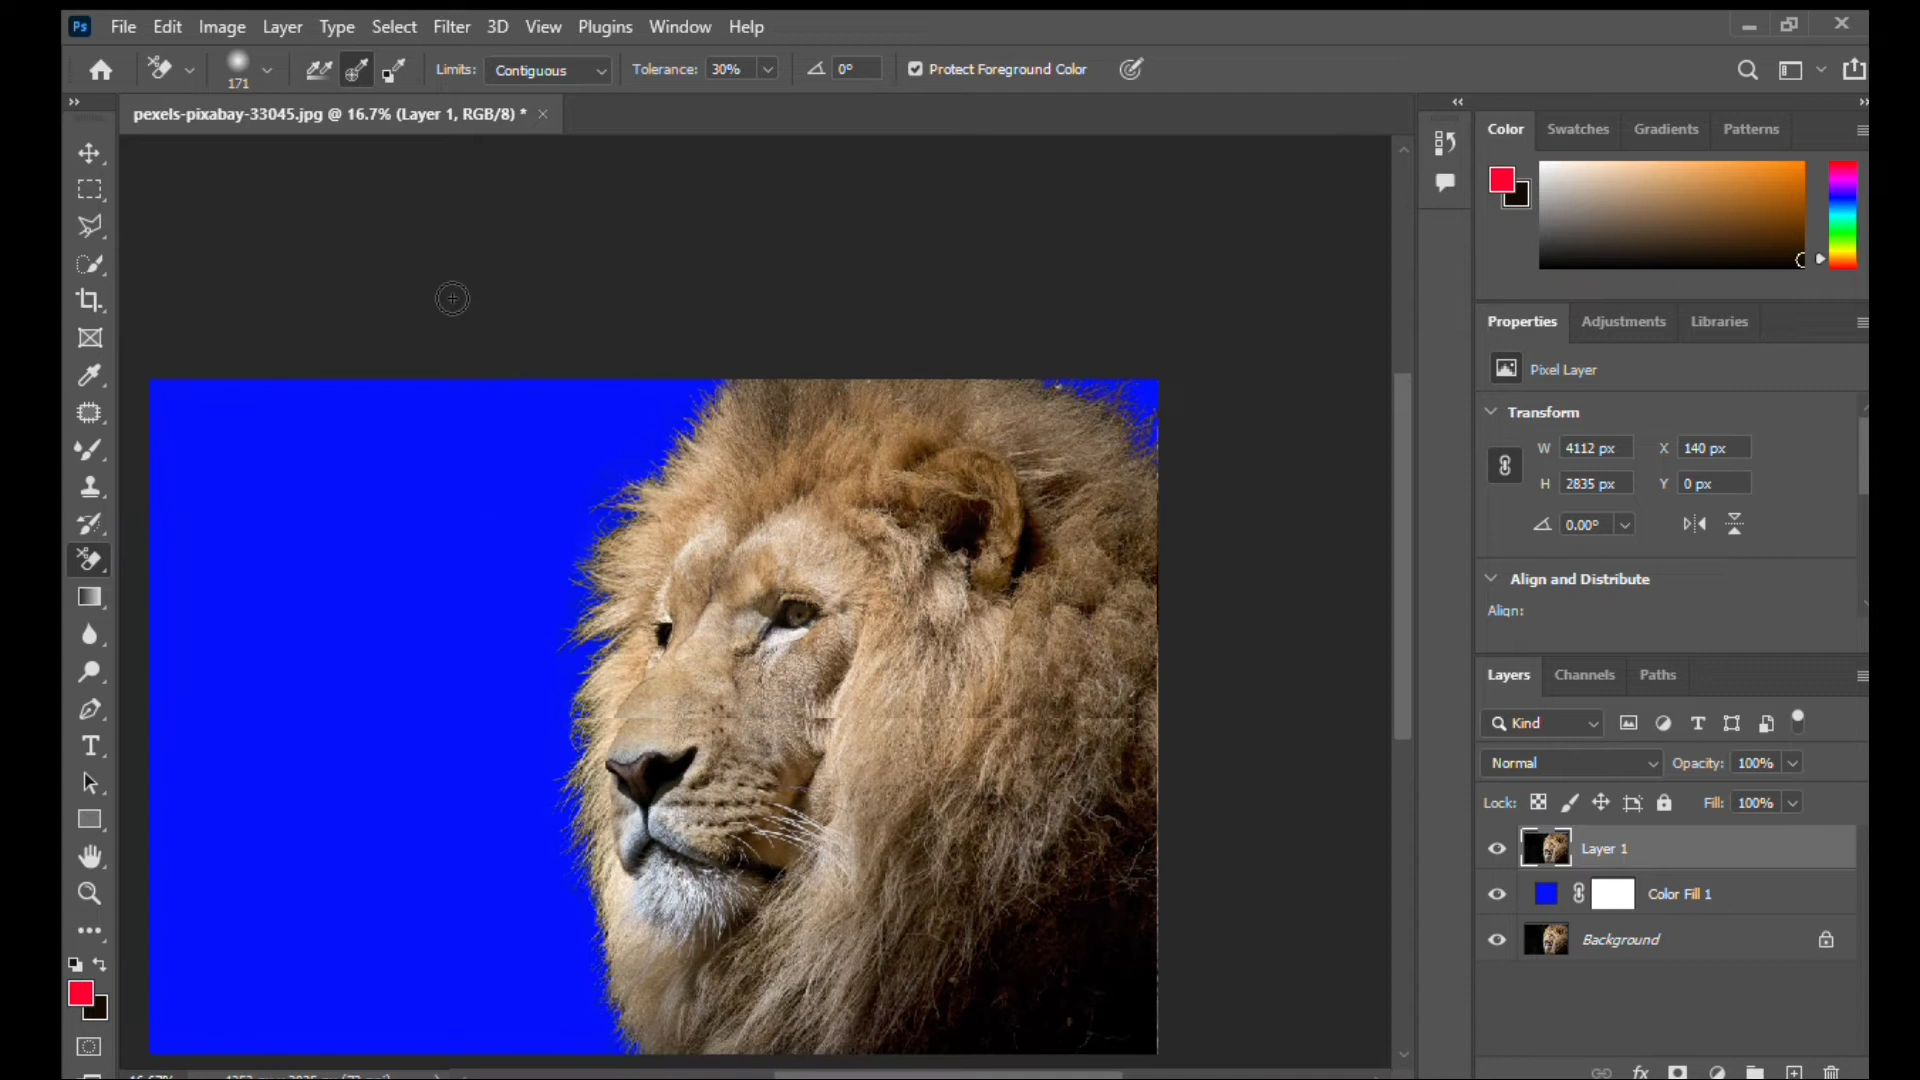 Ps File Edit Image Layer Type Select Filter 3D View Plugins Window Help
171 Limits: Contiguous Tolerance: 30% 0° Protect Foreground Color
pexels-pixabay-33045.jpg @ 16.7% (Layer 1, RGB/8) *
Color Swatches Gradients Patterns
Properties Adjustments Libraries
Pixel Layer
Transform
W 4112 px X 140 px
H 2835 px Y 0 px
0.00°
Align and Distribute
Align:
Layers Channels Paths
Kind
Normal Opacity: 100%
Lock: Fill: 100%
Layer 1
Color Fill 1
Background